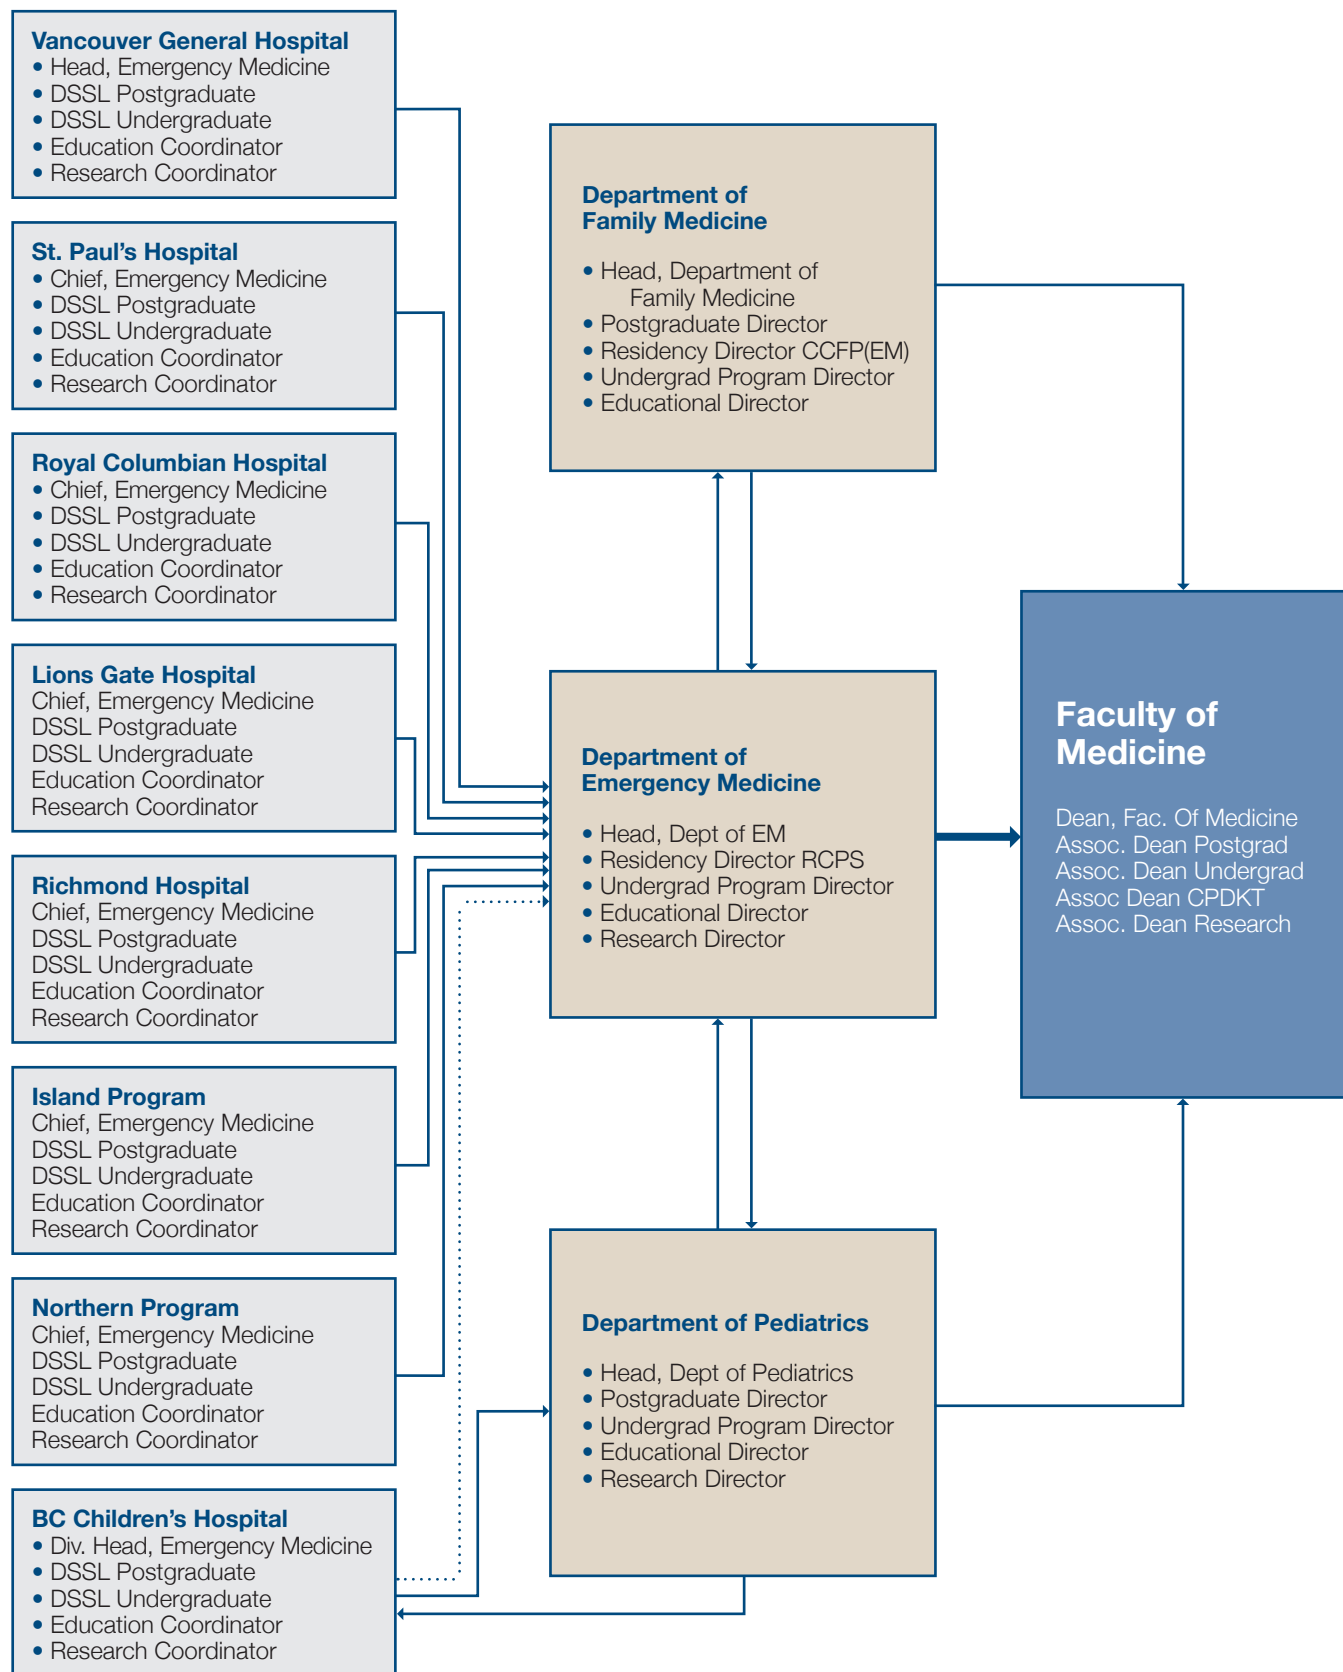 Vancouver General Hospital
• Head, Emergency Medicine
• DSSL Postgraduate
• DSSL Undergraduate
• Education Coordinator
• Research Coordinator
St. Paul’s Hospital
• Chief, Emergency Medicine
• DSSL Postgraduate
• DSSL Undergraduate
• Education Coordinator
• Research Coordinator
Royal Columbian Hospital
• Chief, Emergency Medicine
• DSSL Postgraduate
• DSSL Undergraduate
• Education Coordinator
• Research Coordinator
Lions Gate Hospital
Chief, Emergency Medicine
DSSL Postgraduate
DSSL Undergraduate
Education Coordinator
Research Coordinator
Richmond Hospital
Chief, Emergency Medicine
DSSL Postgraduate
DSSL Undergraduate
Education Coordinator
Research Coordinator
Island Program
Chief, Emergency Medicine
DSSL Postgraduate
DSSL Undergraduate
Education Coordinator
Research Coordinator
Northern Program
Chief, Emergency Medicine
DSSL Postgraduate
DSSL Undergraduate
Education Coordinator
Research Coordinator
BC Children’s Hospital
• Div. Head, Emergency Medicine
• DSSL Postgraduate
• DSSL Undergraduate
• Education Coordinator
• Research Coordinator
Department of
Family Medicine
• Head, Department of
Family Medicine
• Postgraduate Director
• Residency Director CCFP(EM)
• Undergrad Program Director
• Educational Director
Department of
Emergency Medicine
• Head, Dept of EM
• Residency Director RCPS
• Undergrad Program Director
• Educational Director
• Research Director
Department of Pediatrics
• Head, Dept of Pediatrics
• Postgraduate Director
• Undergrad Program Director
• Educational Director
• Research Director
Faculty of
Medicine
Dean, Fac. Of Medicine
Assoc. Dean Postgrad
Assoc. Dean Undergrad
Assoc Dean CPDKT
Assoc. Dean Research